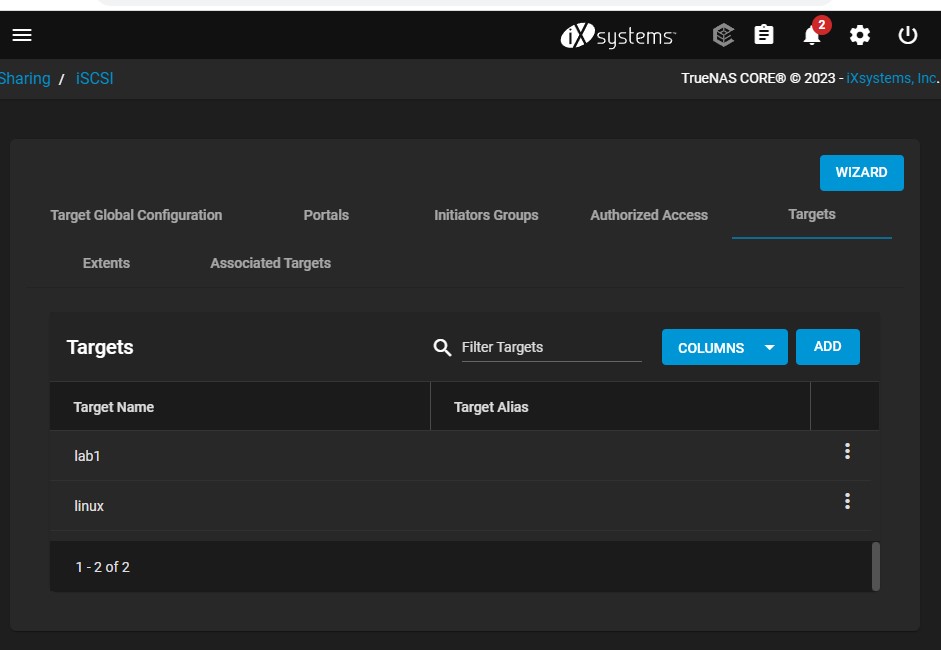 iXsystems™
2
Sharing / iSCSI
TrueNAS CORE® © 2023 - iXsystems, Inc.
WIZARD
Target Global Configuration
Portals
Initiators Groups
Authorized Access
Targets
Extents
Associated Targets
Targets
Filter Targets
COLUMNS
ADD
Target Name
Target Alias
lab1
linux
1 - 2 of 2